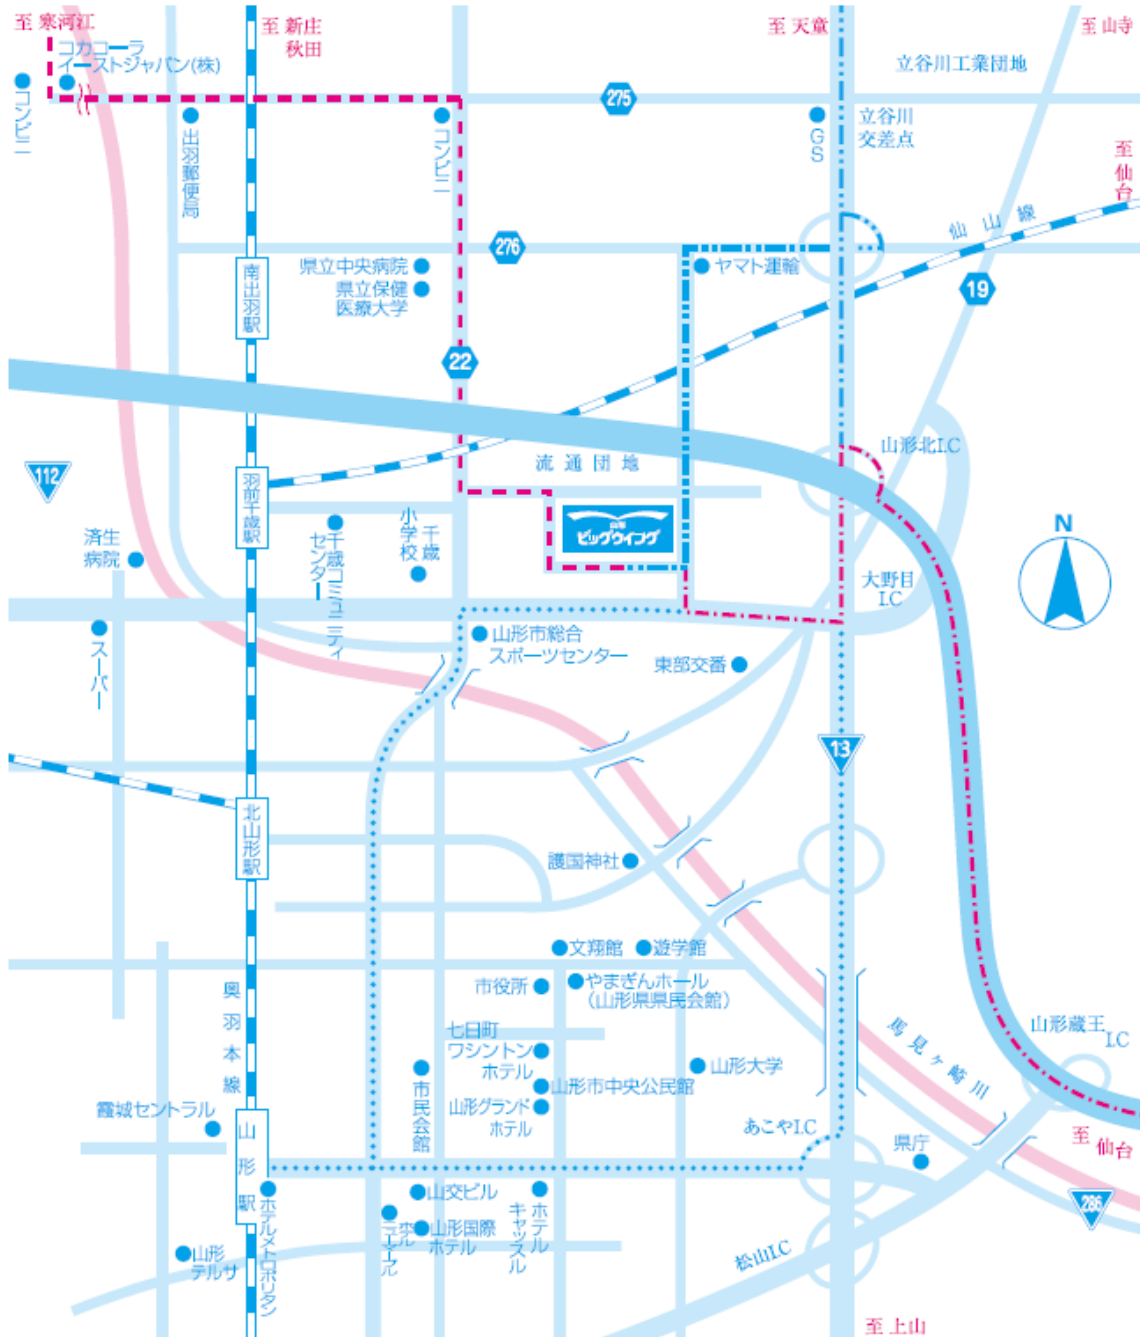 至 寒河江
至 新庄
秋田
至 天童
至 山寺
コカコーラ
イーストジャパン(株)
コンビニ
出羽郵便局
コンビニ
275
GS
立谷川工業団地
立谷川
交差点
至 仙台
276
県立中央病院
県立保健
医療大学
南出羽駅
ヤマト運輸
仙山線
19
22
112
羽前千歳駅
流通団地
山形北I.C
山形
ビッグウイング
済生
病院
千歳コミュニティ
センター
千歳
小学校
大野目
I.C
N
スーパー
山形市総合
スポーツセンター
東部交番
13
北山形駅
護国神社
文翔館
遊学館
市役所
やまぎんホール
(山形県県民会館)
奥羽本線
七日町
ワシントン
ホテル
山形市中央公民館
山形グランド
ホテル
市民会館
山形大学
馬見ヶ崎川
山形蔵王
I.C
霞城セントラル
山形駅
あこやI.C
県庁
至 仙台
286
ホテルメトロポリタン
山交ビル
山形国際
ホテル
ホテル
キャッスル
山形
テルサ
松山I.C
至 上山